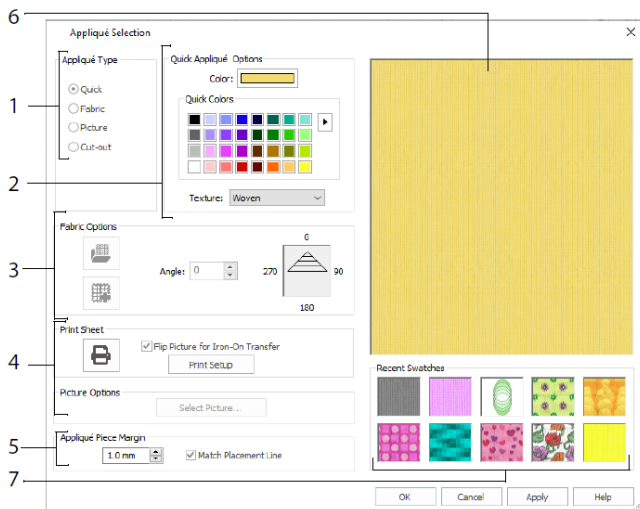 6
Appliqué Selection
Appliqué Type
Quick
Fabric
Picture
Cut-out
1
Quick Appliqué Options
Color:
Quick Colors
Texture: Woven
2
Fabric Options
Angle: 0
0
270
90
180
3
Print Sheet
Flip Picture for Iron-On Transfer
Print Setup
4
Picture Options
Select Picture...
Appliqué Piece Margin
5
1.0 mm
Match Placement Line
Recent Swatches
7
OK Cancel Apply Help